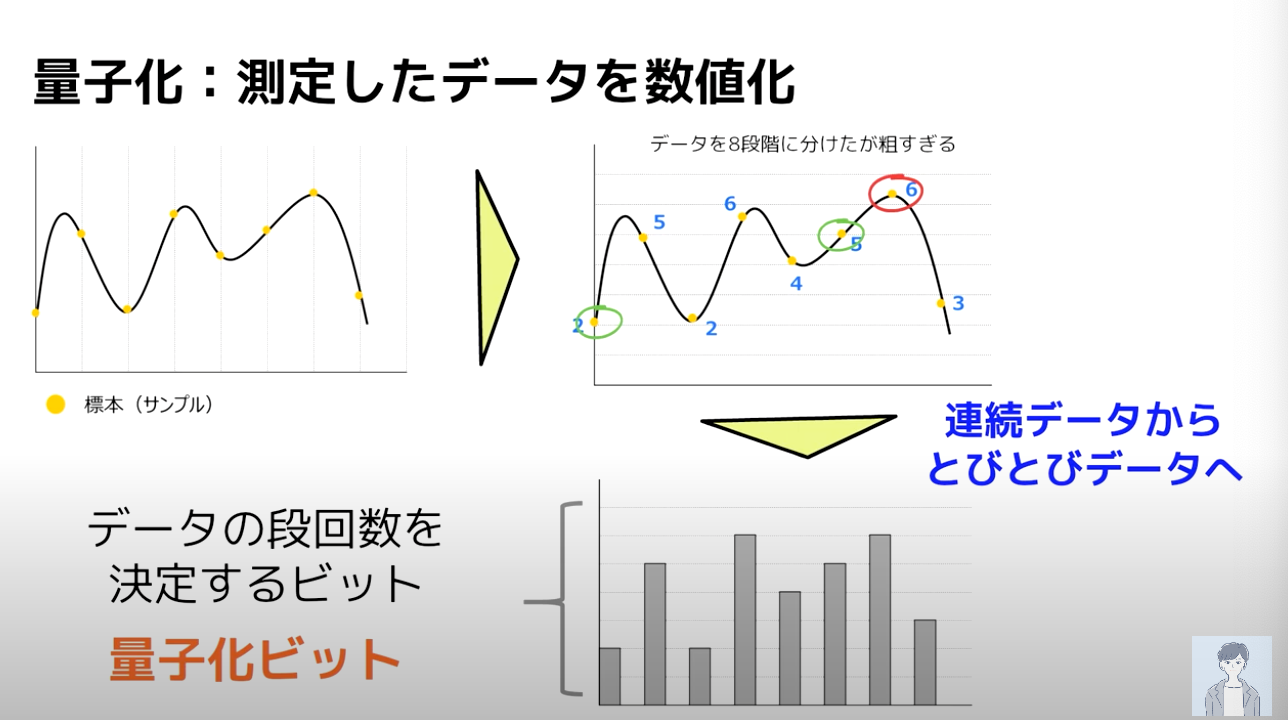 量子化：測定したデータを数値化
データを8段階に分けたが粗すぎる
2
5
2
6
4
5
6
3
標本（サンプル）
連続データから
とびとびデータへ
データの段回数を
決定するビット
量子化ビット